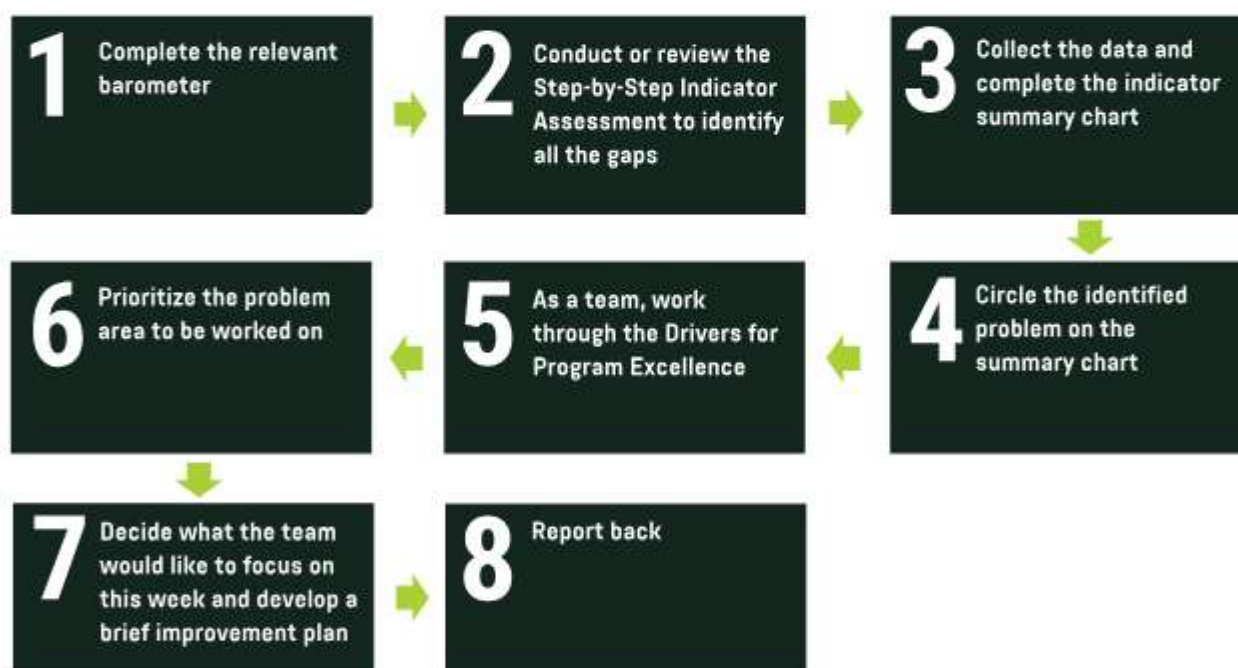 1
Complete the relevant
barometer
2
Conduct or review the
Step-by-Step Indicator
Assessment to identify
all the gaps
3
Collect the data and
complete the indicator
summary chart
4
Circle the identified
problem on the
summary chart
5
As a team, work
through the Drivers for
Program Excellence
6
Prioritize the problem
area to be worked on
7
Decide what the team
would like to focus on
this week and develop a
brief improvement plan
8
Report back